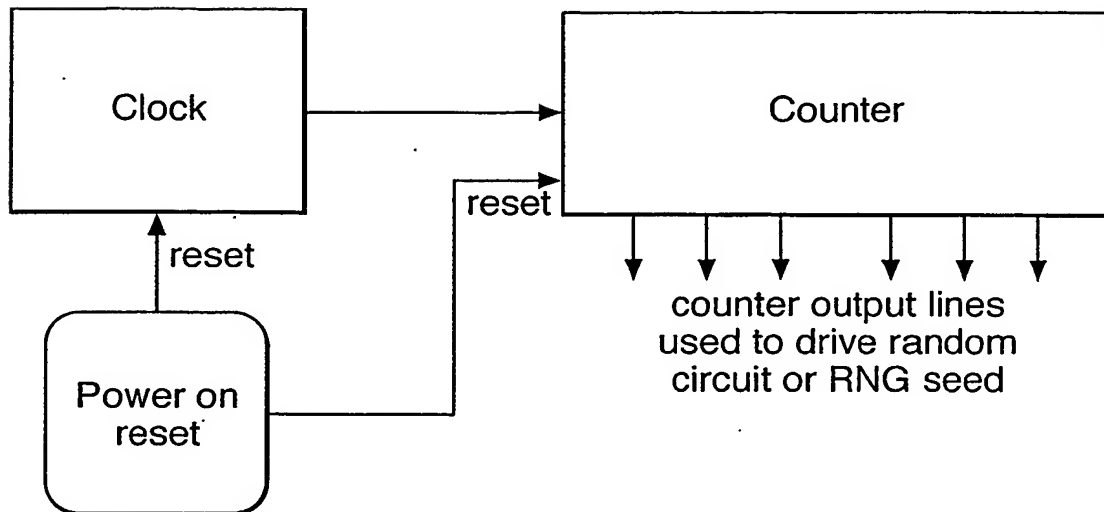 Clock
Counter
reset
reset
Power on
reset
counter output lines
used to drive random
circuit or RNG seed